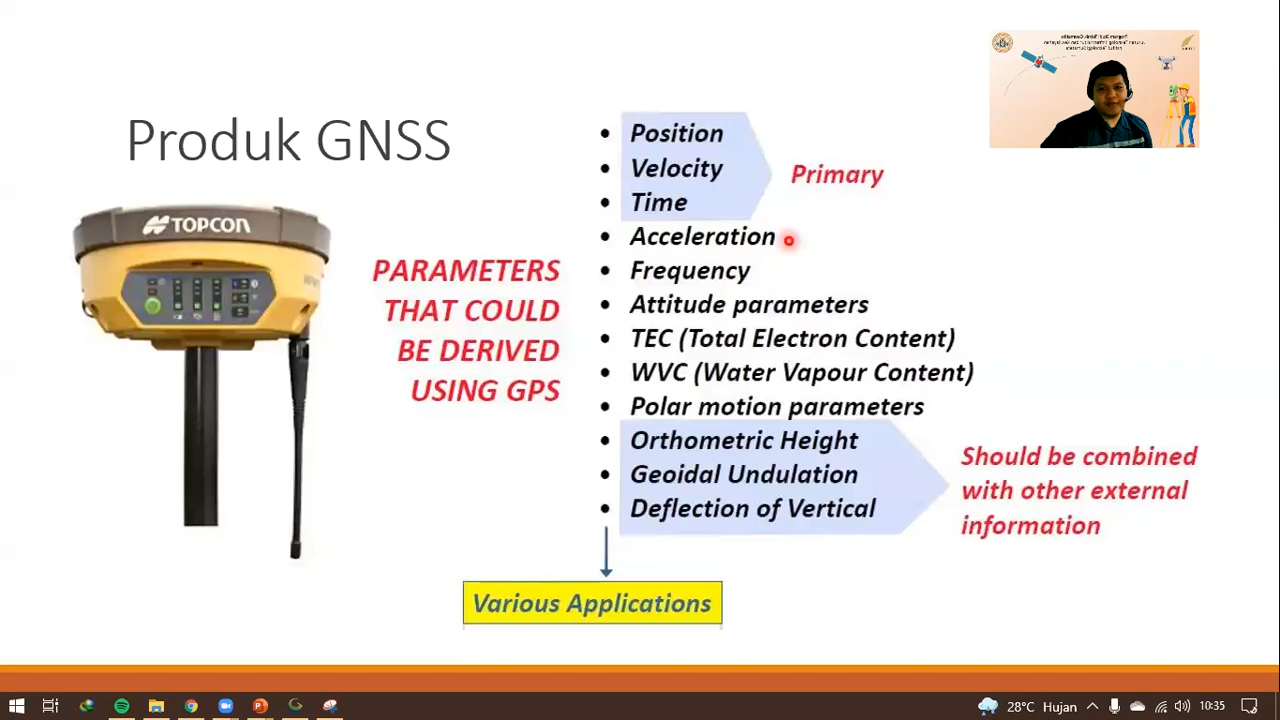 Produk GNSS
TOPCON
PARAMETERS
THAT COULD
BE DERIVED
USING GPS
• Position
• Velocity
• Time
Primary
• Acceleration
• Frequency
• Attitude parameters
• TEC (Total Electron Content)
• WVC (Water Vapour Content)
• Polar motion parameters
• Orthometric Height
• Geoidal Undulation
• Deflection of Vertical
Should be combined
with other external
information
Various Applications
28°C Hujan
10:35